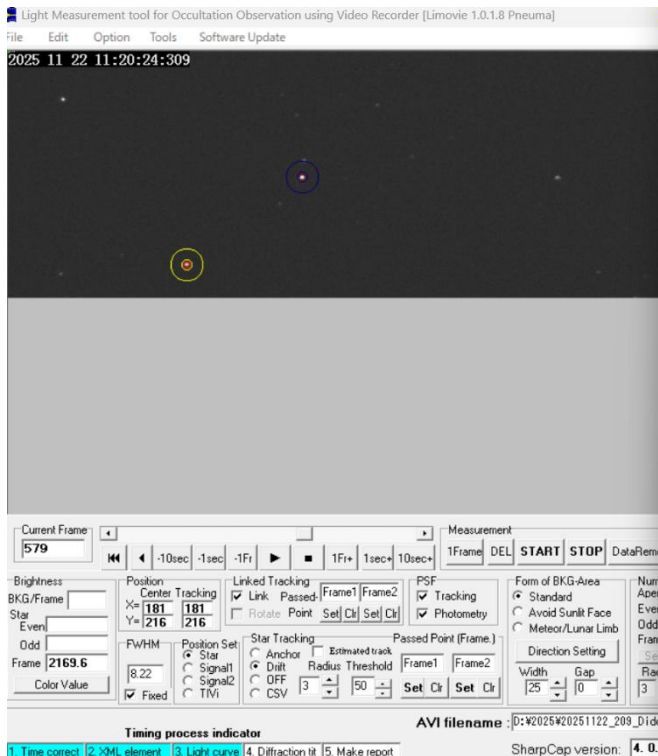 Light Measurement tool for Occultation Observation using Video Recorder [Limovie 1.0.1.8 Pneuma]
File Edit Option Tools Software Update
2025 11 22 11:20:24:309
Current Frame
579
-10sec -1sec -1Fr 1Fr+ 1sec+ 10sec+
Measurement
1Frame DEL START STOP DataRem
Brightness
BKG/Frame
Star
Even
Odd
Frame 2169.6
Color Value
Position
Center Tracking
X= 181 181
Y= 216 216
FWHM
8.22
Fixed
Position Set
Star
Signal1
Signal2
TIVi
Linked Tracking
Link Passed- Frame1 Frame2
Rotate Point Set Clr Set Clr
Star Tracking
Anchor Estimated track
Drift Radius Threshold
OFF
CSV 3 50
Passed Point (Frame.)
Frame1 Frame2
Set Clr Set Clr
PSF
Tracking
Photometry
Form of BKG-Area
Standard
Avoid Sunlit Face
Meteor/Lunar Limb
Direction Setting
Width Gap
25 0
Num
Aper
Eve
Odd
Fran
Se
Ra
3
AVI filename : D:¥2025¥20251122_209_Did
Timing process indicator
1. Time correct 2. XML element 3. Light curve 4. Diffraction tit 5. Make report
SharpCap version: 4. 0.